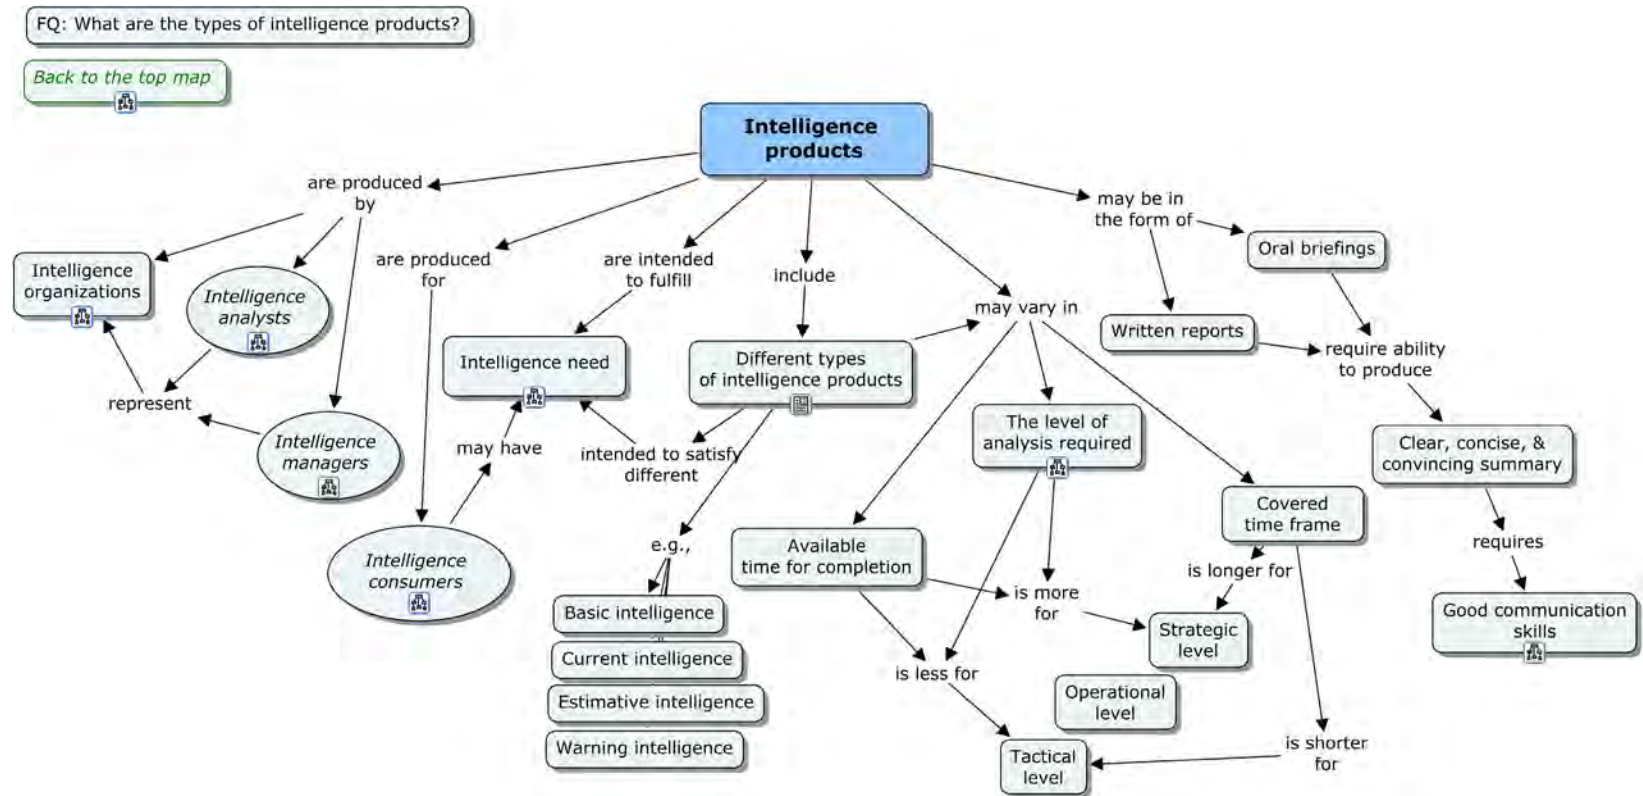 FQ: What are the types of intelligence products?
Back to the top map
Intelligence
products
are produced
by
may be in
the form of
Oral briefings
Intelligence
organizations
Intelligence
analysts
are produced
for
are intended
to fulfill
include
may vary in
Written reports
require ability
to produce
Intelligence need
Different types
of intelligence products
represent
Intelligence
managers
may have
intended to satisfy
different
The level of
analysis required
Clear, concise, &
convincing summary
Covered
time frame
Intelligence
consumers
e.g.,
Available
time for completion
requires
is longer for
is more
for
Basic intelligence
Current intelligence
Estimative intelligence
Warning intelligence
Strategic
level
Good communication
skills
is less for
Operational
level
Tactical
level
is shorter
for